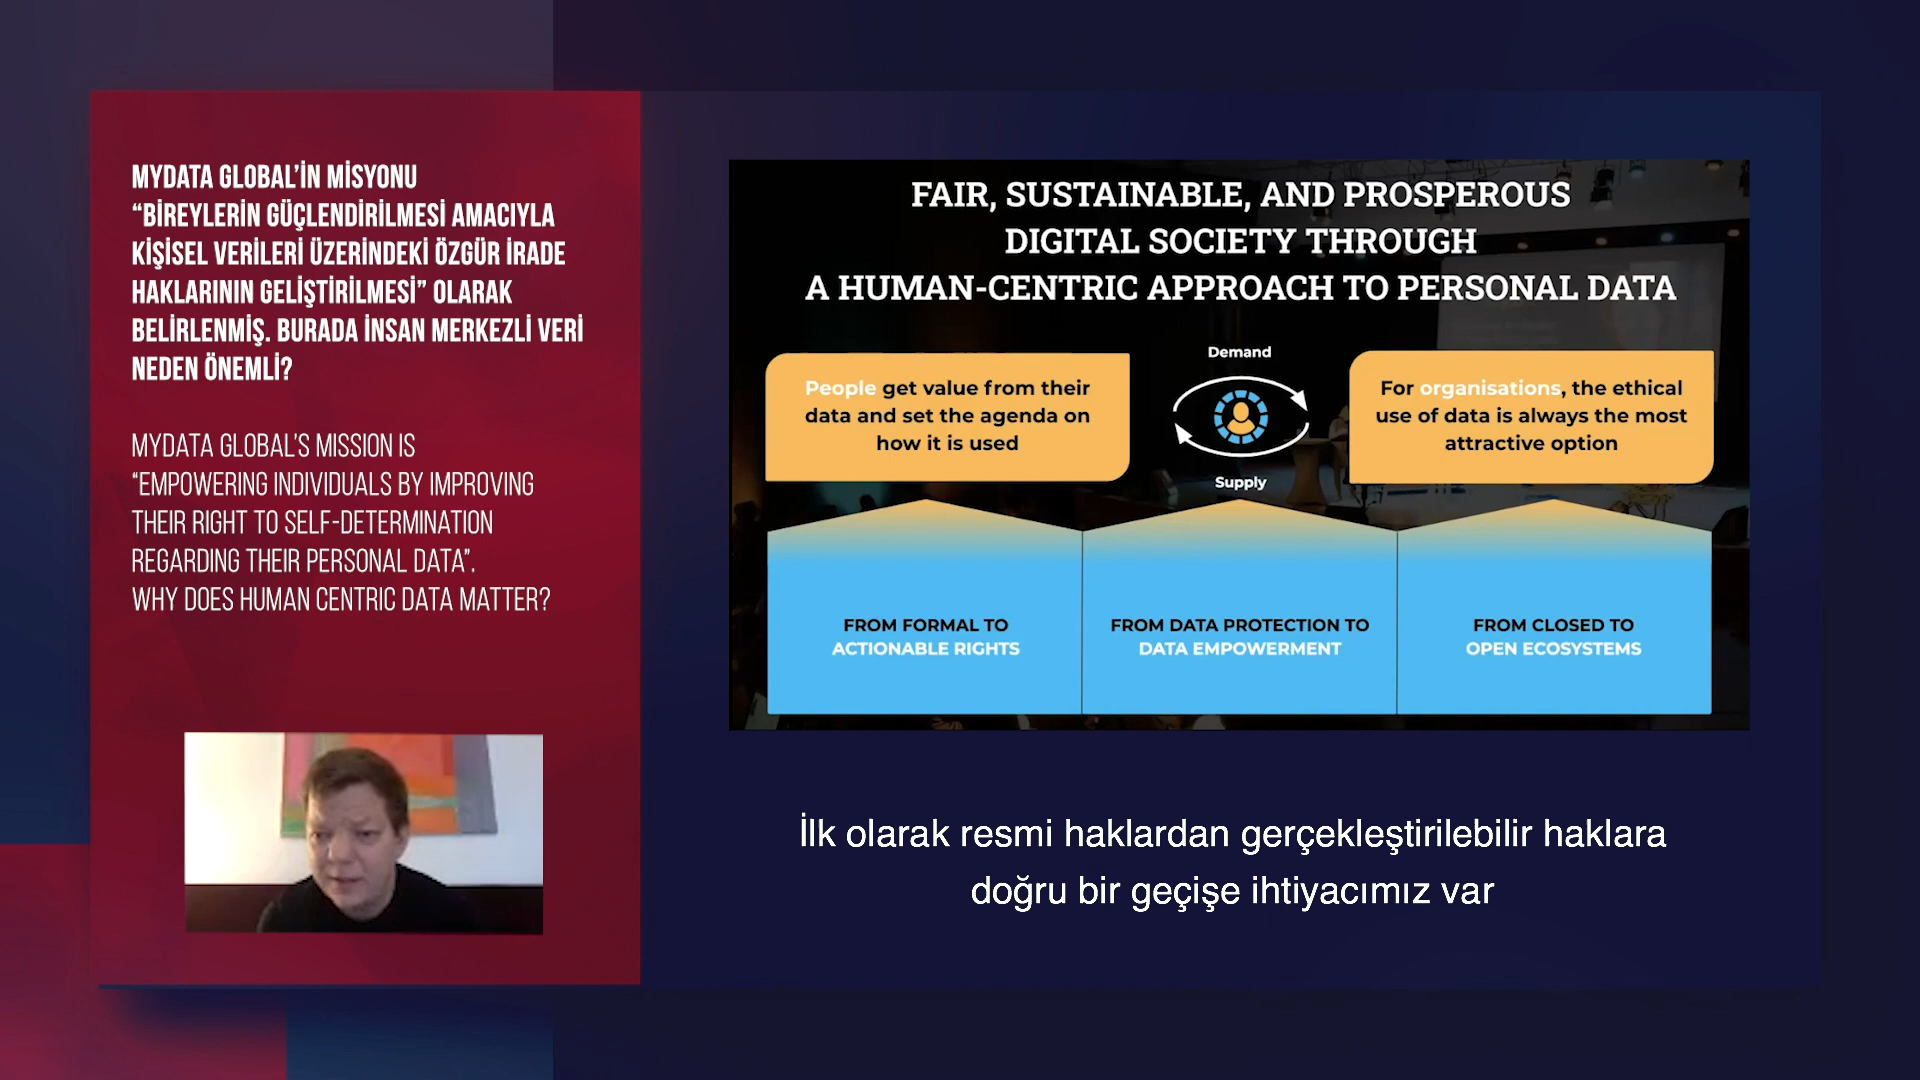 MYDATA GLOBAL’İN MİSYONU
“BİREYLERİN GÜÇLENDİRİLMESİ AMACIYLA
KİŞİSEL VERİLERİ ÜZERİNDEKİ ÖZGÜR İRADE
HAKLARININ GELİŞTİRİLMESİ” OLARAK
BELİRLENMİŞ. BURADA İNSAN MERKEZLİ VERİ
NEDEN ÖNEMLİ?
MYDATA GLOBAL’S MISSION IS
“EMPOWERING INDIVIDUALS BY IMPROVING
THEIR RIGHT TO SELF-DETERMINATION
REGARDING THEIR PERSONAL DATA”.
WHY DOES HUMAN CENTRIC DATA MATTER?
FAIR, SUSTAINABLE, AND PROSPEROUS
DIGITAL SOCIETY THROUGH
A HUMAN-CENTRIC APPROACH TO PERSONAL DATA
People get value from their
data and set the agenda on
how it is used
Demand
Supply
For organisations, the ethical
use of data is always the most
attractive option
FROM FORMAL TO
ACTIONABLE RIGHTS
FROM DATA PROTECTION TO
DATA EMPOWERMENT
FROM CLOSED TO
OPEN ECOSYSTEMS
İlk olarak resmi haklardan gerçekleştirilebilir haklara
doğru bir geçişe ihtiyacımız var